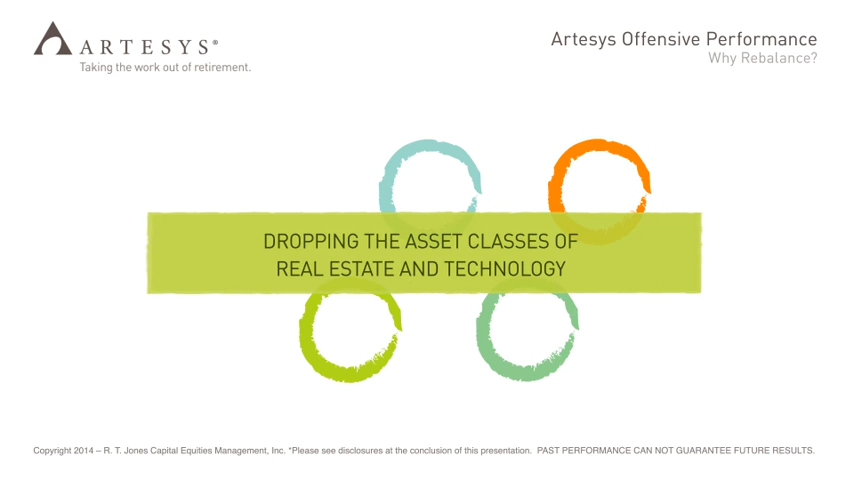 ARTESYS®
Taking the work out of retirement.
Artesys Offensive Performance
Why Rebalance?
DROPPING THE ASSET CLASSES OF
REAL ESTATE AND TECHNOLOGY
Copyright 2014 – R. T. Jones Capital Equities Management, Inc. *Please see disclosures at the conclusion of this presentation.  PAST PERFORMANCE CAN NOT GUARANTEE FUTURE RESULTS.